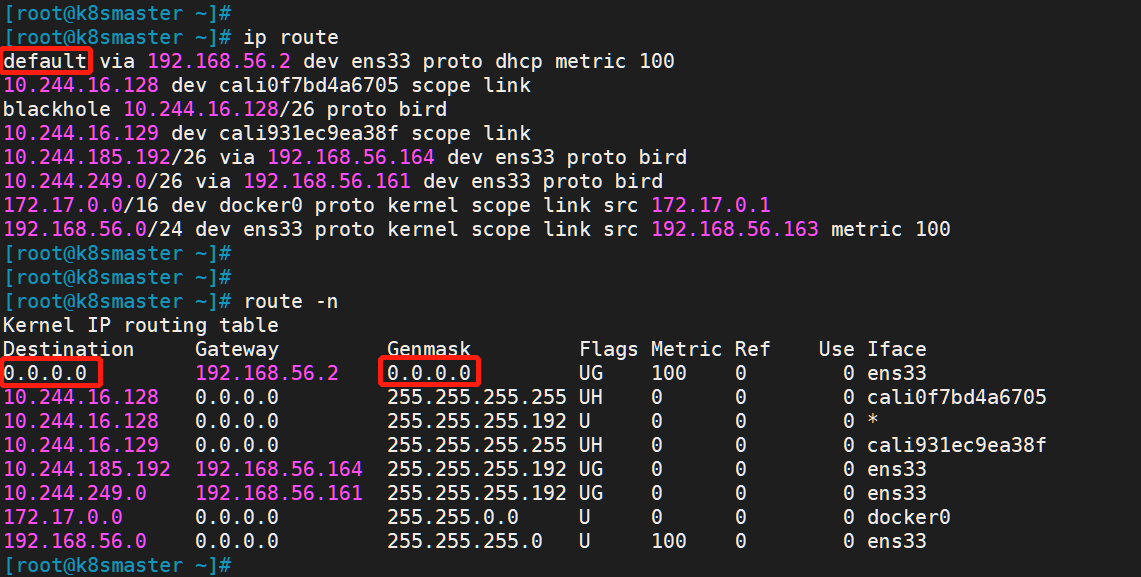 [root@k8smaster ~]#
[root@k8smaster ~]# ip route
default via 192.168.56.2 dev ens33 proto dhcp metric 100
10.244.16.128 dev cali0f7bd4a6705 scope link
blackhole 10.244.16.128/26 proto bird
10.244.16.129 dev cali931ec9ea38f scope link
10.244.185.192/26 via 192.168.56.164 dev ens33 proto bird
10.244.249.0/26 via 192.168.56.161 dev ens33 proto bird
172.17.0.0/16 dev docker0 proto kernel scope link src 172.17.0.1
192.168.56.0/24 dev ens33 proto kernel scope link src 192.168.56.163 metric 100
[root@k8smaster ~]#
[root@k8smaster ~]#
[root@k8smaster ~]# route -n
Kernel IP routing table
Destination     Gateway         Genmask         Flags Metric Ref    Use Iface
0.0.0.0         192.168.56.2    0.0.0.0         UG    100    0        0 ens33
10.244.16.128   0.0.0.0         255.255.255.255 UH    0      0        0 cali0f7bd4a6705
10.244.16.128   0.0.0.0         255.255.255.192 U     0      0        0 *
10.244.16.129   0.0.0.0         255.255.255.255 UH    0      0        0 cali931ec9ea38f
10.244.185.192  192.168.56.164  255.255.255.192 UG    0      0        0 ens33
10.244.249.0    192.168.56.161  255.255.255.192 UG    0      0        0 ens33
172.17.0.0      0.0.0.0         255.255.0.0     U     0      0        0 docker0
192.168.56.0    0.0.0.0         255.255.255.0   U     100    0        0 ens33
[root@k8smaster ~]#